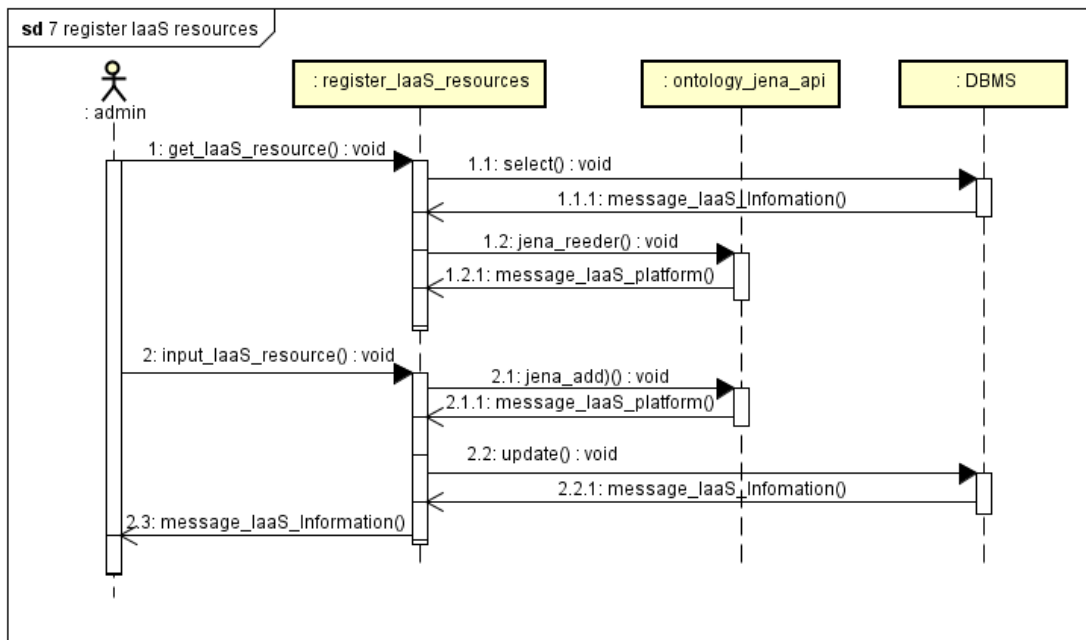 sd 7 register IaaS resources
: admin
: register_IaaS_resources
: ontology_jena_api
: DBMS
1: get_IaaS_resource() : void
1.1: select() : void
1.1.1: message_IaaS_Infomation()
1.2: jena_reeder() : void
1.2.1: message_IaaS_platform()
2: input_IaaS_resource() : void
2.1: jena_add)() : void
2.1.1: message_IaaS_platform()
2.2: update() : void
2.2.1: message_IaaS_Infomation()
2.3: message_IaaS_Information()